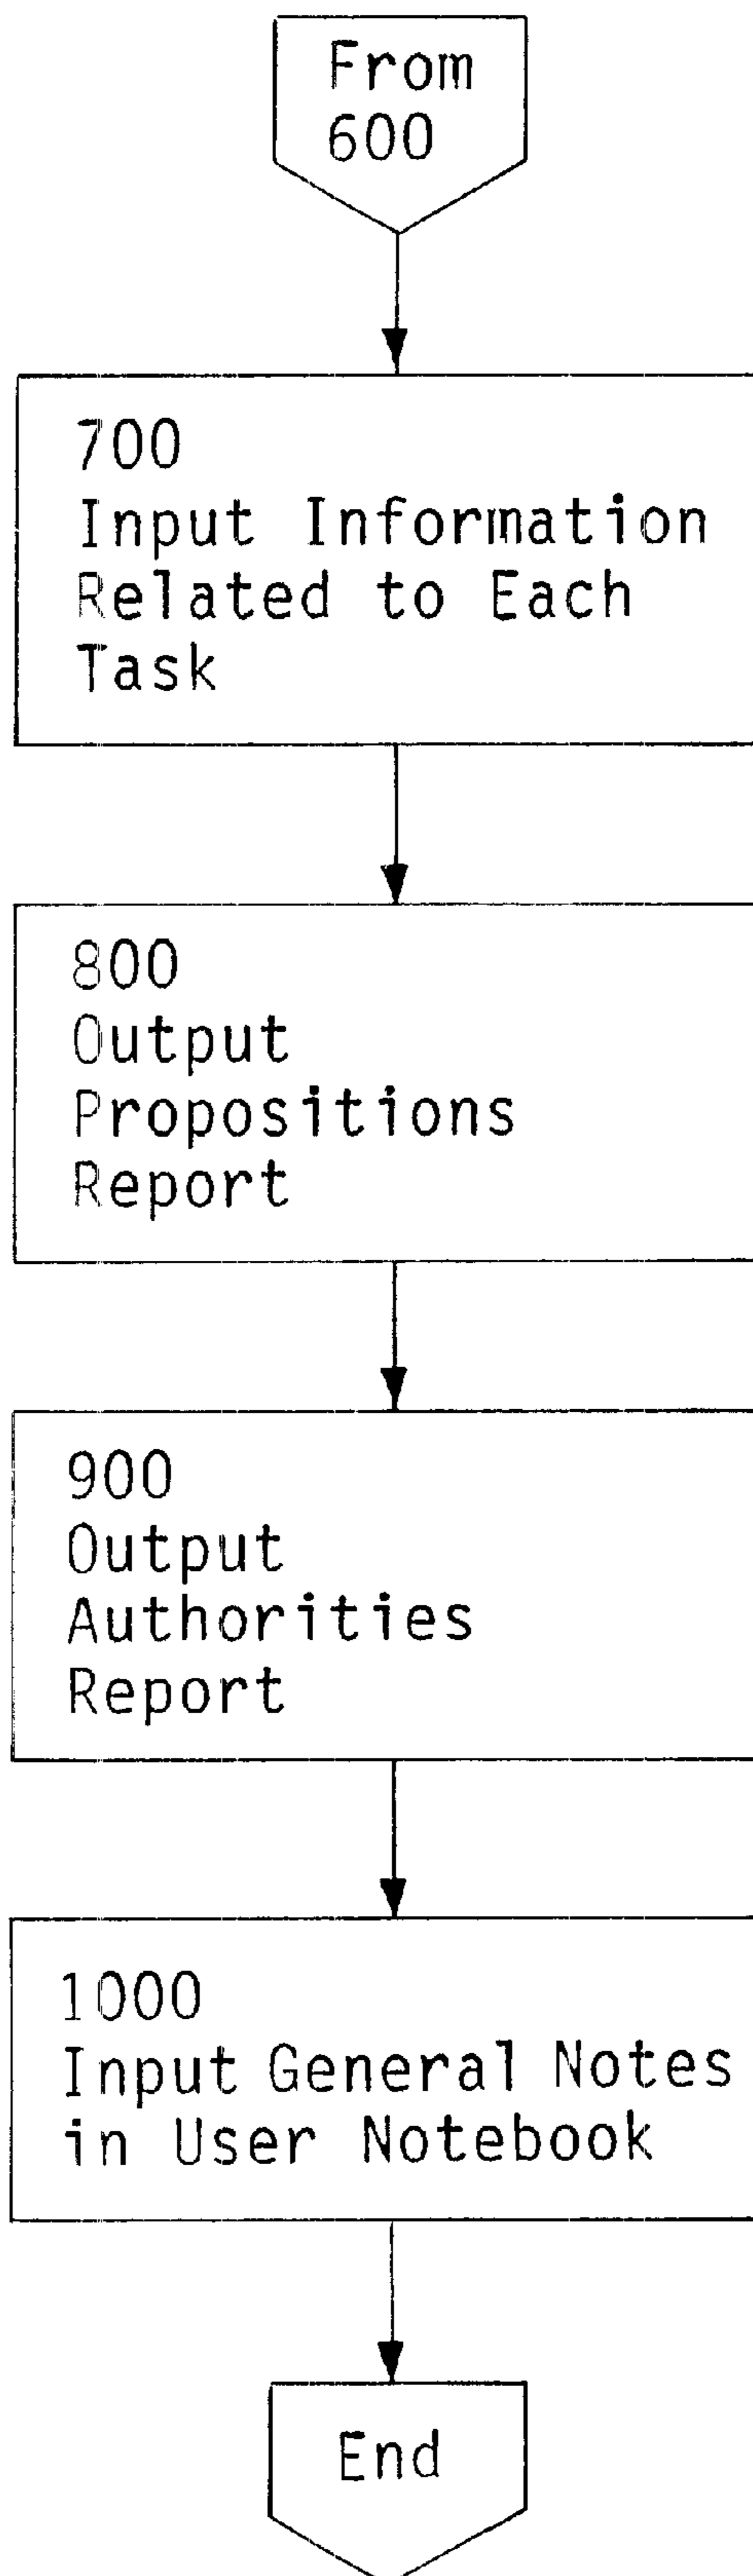 From
600
700
Input Information
Related to Each
Task
800
Output
Propositions
Report
900
Output
Authorities
Report
1000
Input General Notes
in User Notebook
End